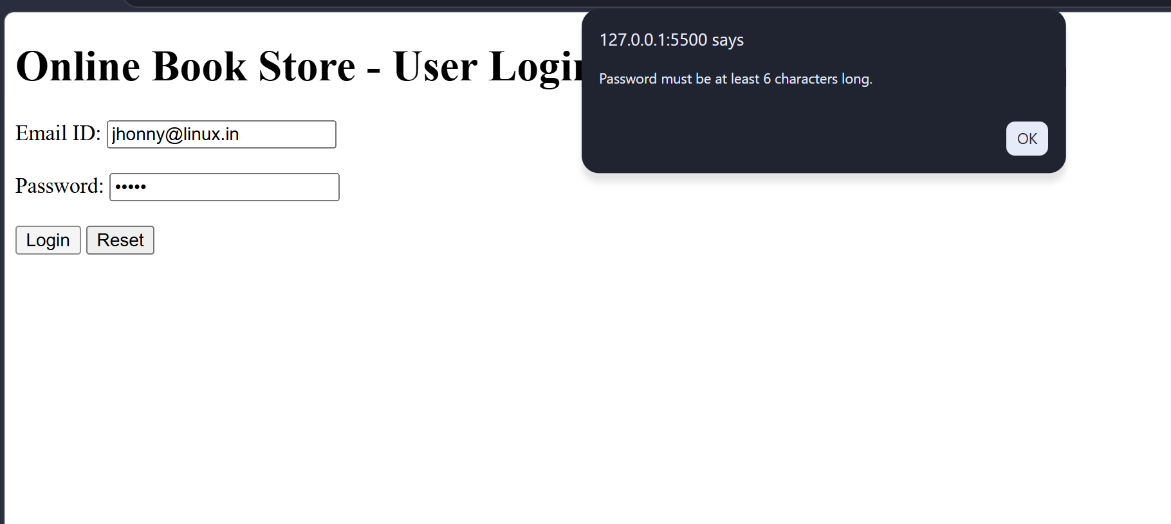 127.0.0.1:5500 says
Password must be at least 6 characters long.
OK
Online Book Store - User Login
Email ID: jhonny@linux.in
Password: •••••
Login Reset